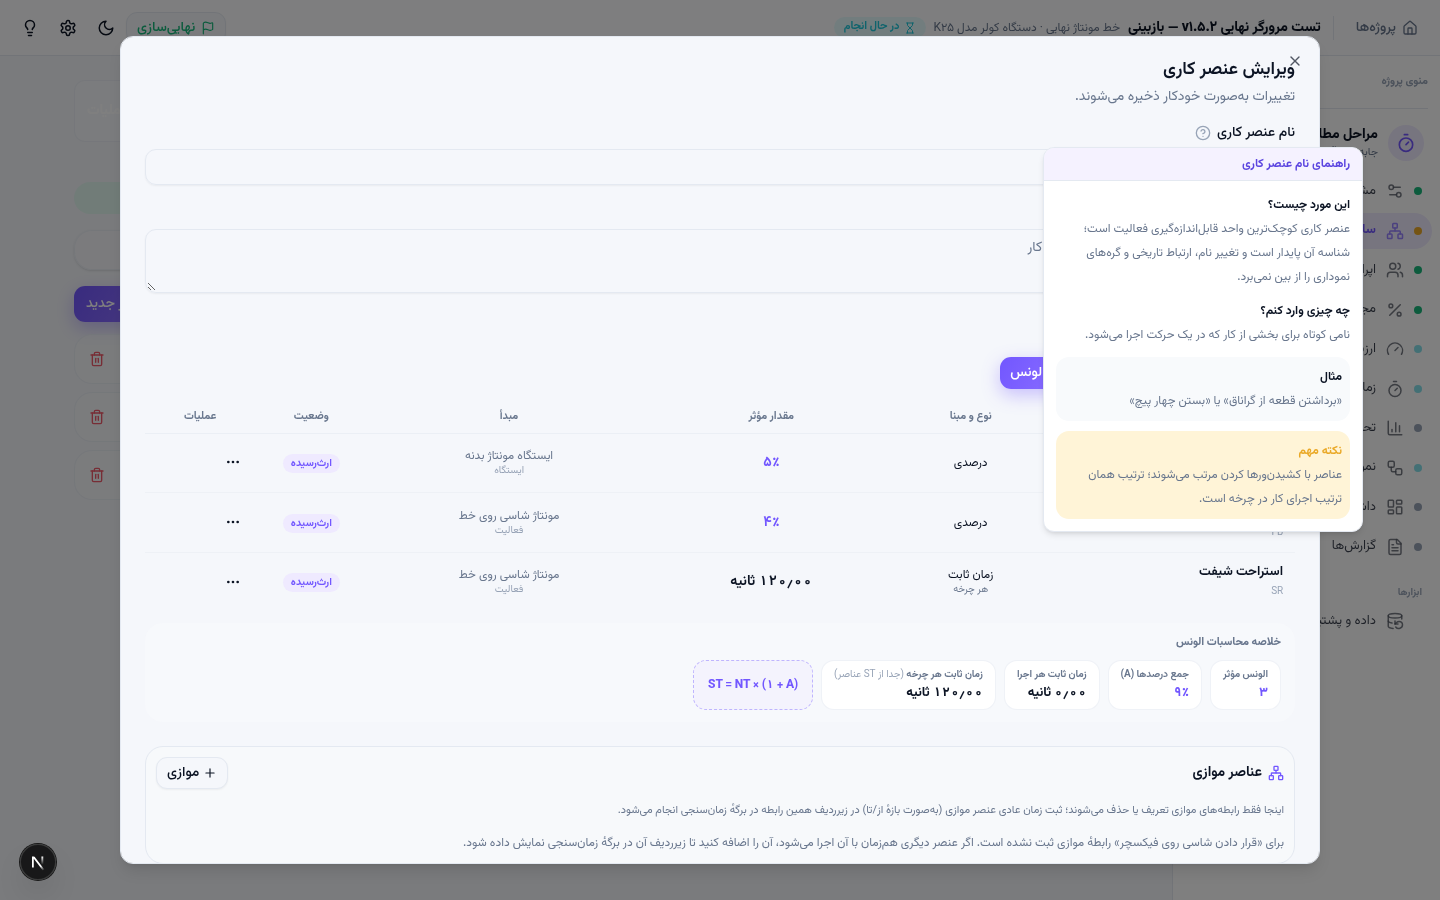 پروژه‌ها
تست مرورگر نهایی v1.5.2 — بازبینی
خط مونتاژ نهایی · دستگاه کولر مدل K25
در حال انجام
نهایی‌سازی
منوی پروژه
ویرایش عنصر کاری
تغییرات به‌صورت خودکار ذخیره می‌شوند.
نام عنصر کاری
راهنمای نام عنصر کاری
این مورد چیست؟
عنصر کاری کوچک‌ترین واحد قابل‌اندازه‌گیری فعالیت است؛
شناسه آن پایدار است و تغییر نام، ارتباط تاریخی و گره‌های
نموداری را از بین نمی‌برد.
چه چیزی وارد کنم؟
نامی کوتاه برای بخشی از کار که در یک حرکت اجرا می‌شود.
مثال
«برداشتن قطعه از گراناق» یا «بستن چهار پیچ»
نکته مهم
عناصر با کشیدن‌ورها کردن مرتب می‌شوند؛ ترتیب همان
ترتیب اجرای کار در چرخه است.
مراحل
کار
جدید
الونس
نوع و مبنا
مقدار مؤثر
مبدأ
وضعیت
عملیات
درصدی
۵٪
ایستگاه مونتاژ بدنه
ایستگاه
ارث‌رسیده
درصدی
۴٪
مونتاژ شاسی روی خط
فعالیت
ارث‌رسیده
استراحت شیفت
SR
زمان ثابت
هر چرخه
۱۲۰٫۰۰ ثانیه
مونتاژ شاسی روی خط
فعالیت
ارث‌رسیده
گزارش‌ها
ابزارها
داده و
خلاصه محاسبات الونس
الونس مؤثر
۳
جمع درصدها (A)
۹٪
زمان ثابت هر اجرا
۰٫۰۰ ثانیه
زمان ثابت هر چرخه (جدا از ST عناصر)
۱۲۰٫۰۰ ثانیه
ST = NT × (۱ + A)
عناصر موازی
موازی
اینجا فقط رابطه‌های موازی تعریف یا حذف می‌شوند؛ ثبت زمان عادی عنصر موازی (به‌صورت بازهٔ از/تا) در زیرردیف همین رابطه در برگهٔ زمان‌سنجی انجام می‌شود.
برای «قرار دادن شاسی روی فیکسچر» رابطهٔ موازی ثبت نشده است. اگر عنصر دیگری هم‌زمان با آن اجرا می‌شود، آن را اضافه کنید تا زیرردیف آن در برگهٔ زمان‌سنجی نمایش داده شود.
N